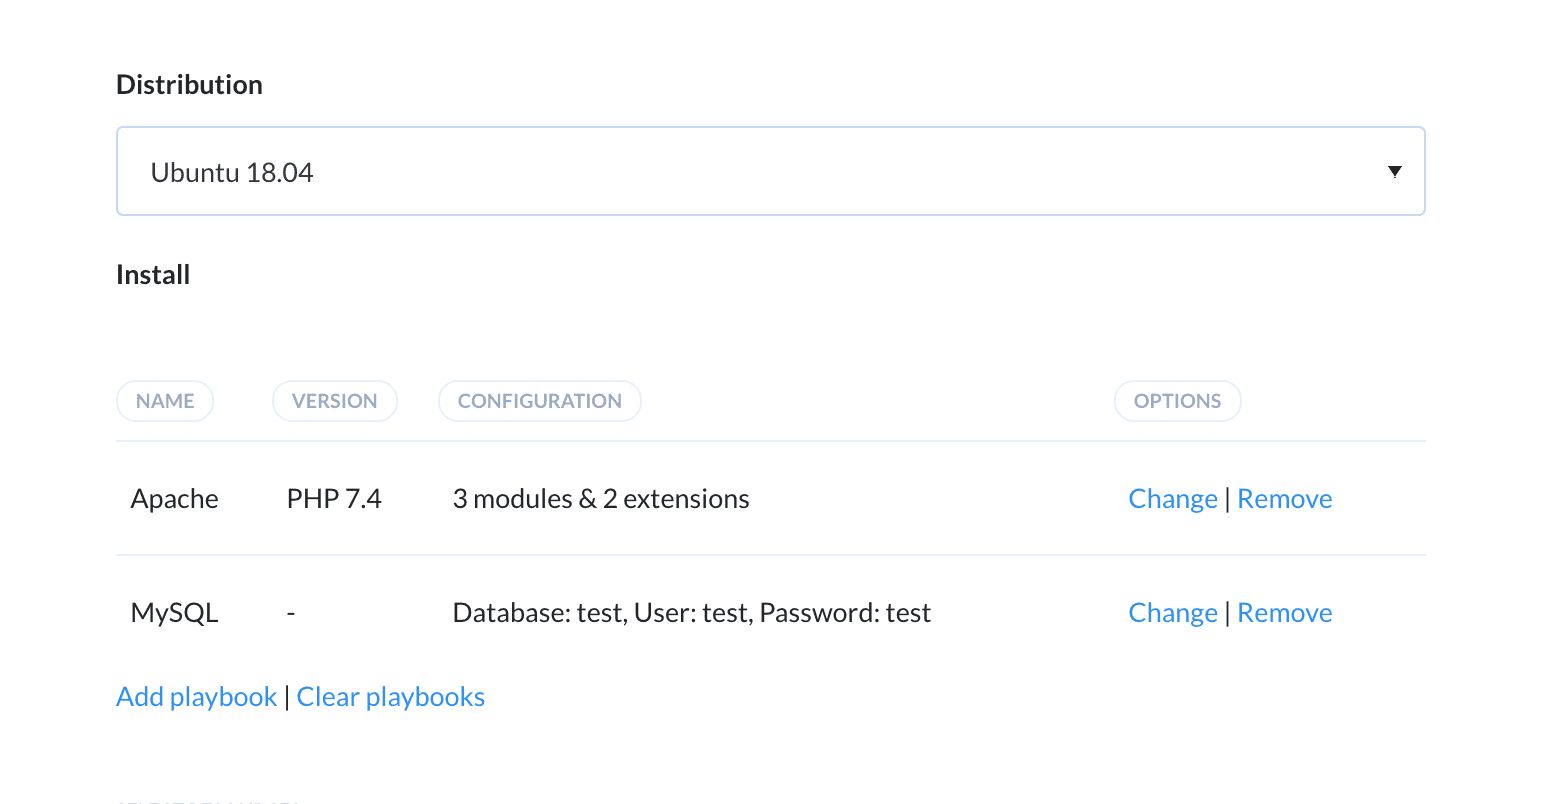 Distribution
Ubuntu 18.04
Install
NAME VERSION CONFIGURATION OPTIONS
Apache PHP 7.4 3 modules & 2 extensions Change | Remove
MySQL - Database: test, User: test, Password: test Change | Remove
Add playbook | Clear playbooks